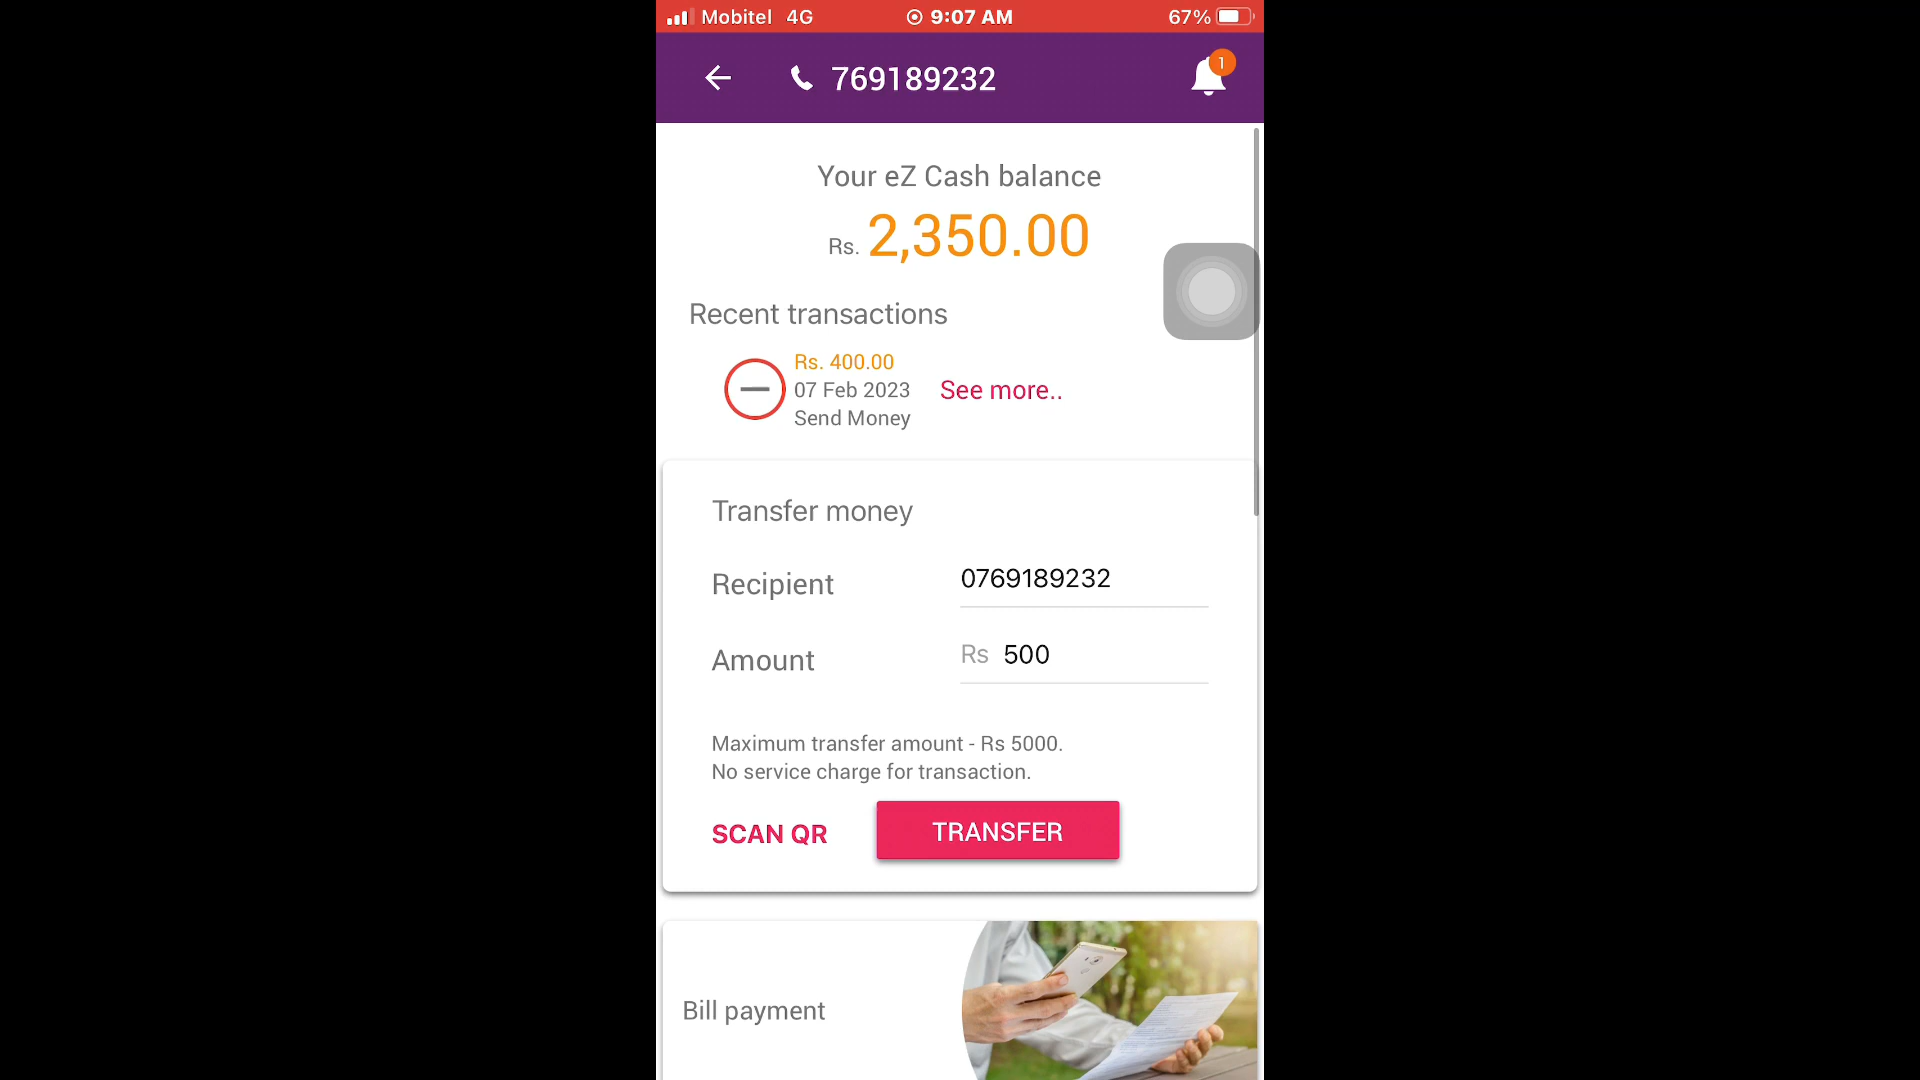 Mobitel 4G 9:07 AM 67%
769189232 1
Your eZ Cash balance
Rs. 2,350.00
Recent transactions
Rs. 400.00
07 Feb 2023
Send Money
See more..
Transfer money
Recipient 0769189232
Amount Rs 500
Maximum transfer amount - Rs 5000.
No service charge for transaction.
SCAN QR TRANSFER
Bill payment